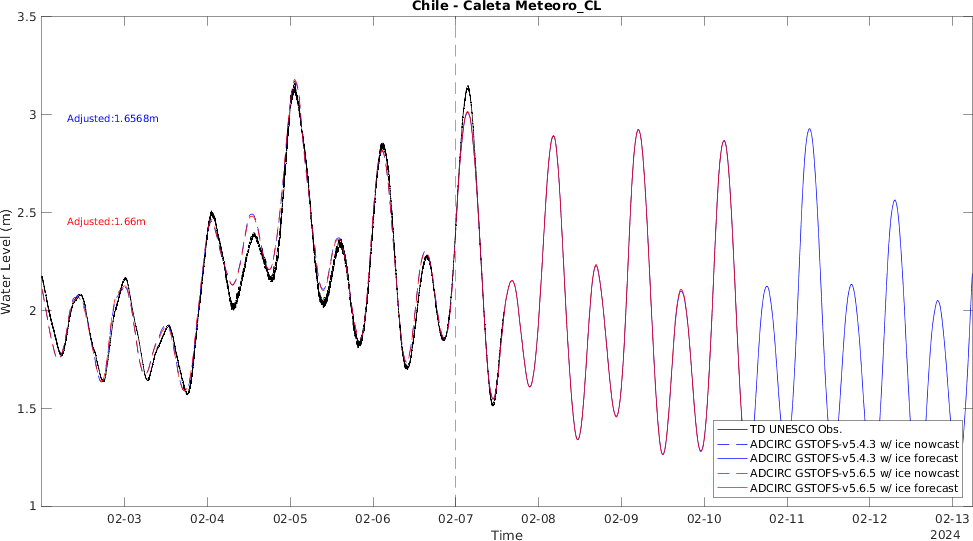 Chile - Caleta Meteoro_CL
3.5
3
2.5
2
1.5
1
Water Level (m)
Adjusted:1.6568m
Adjusted:1.66m
TD UNESCO Obs.
ADCIRC GSTOFS-v5.4.3 w/ ice nowcast
ADCIRC GSTOFS-v5.4.3 w/ ice forecast
ADCIRC GSTOFS-v5.6.5 w/ ice nowcast
ADCIRC GSTOFS-v5.6.5 w/ ice forecast
02-03 02-04 02-05 02-06 02-07 02-08 02-09 02-10 02-11 02-12 02-13
Time
2024